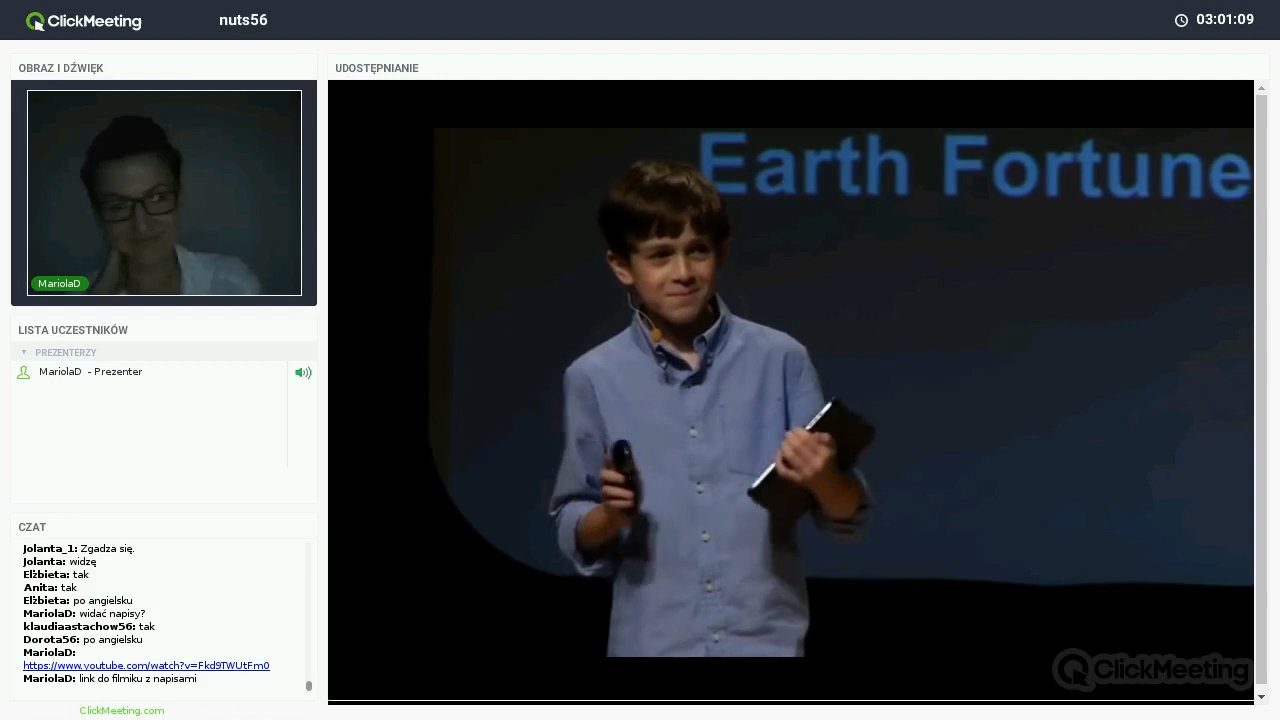 ClickMeeting
nuts56
03:01:09
OBRAZ I DŹWIĘK
MariolaD
LISTA UCZESTNIKÓW
PREZENTERZY
MariolaD - Prezenter
CZAT
Jolanta_1: Zgadza się.
Jolanta: widzę
Elżbieta: tak
Anita: tak
Elżbieta: po angielsku
MariolaD: widać napisy?
klaudiaastachow56: tak
Dorota56: po angielsku
MariolaD:
https://www.youtube.com/watch?v=Fkd9TWUtFm0
MariolaD: link do filmiku z napisami
ClickMeeting.com
UDOSTĘPNIANIE
Earth Fortune
ClickMeeting